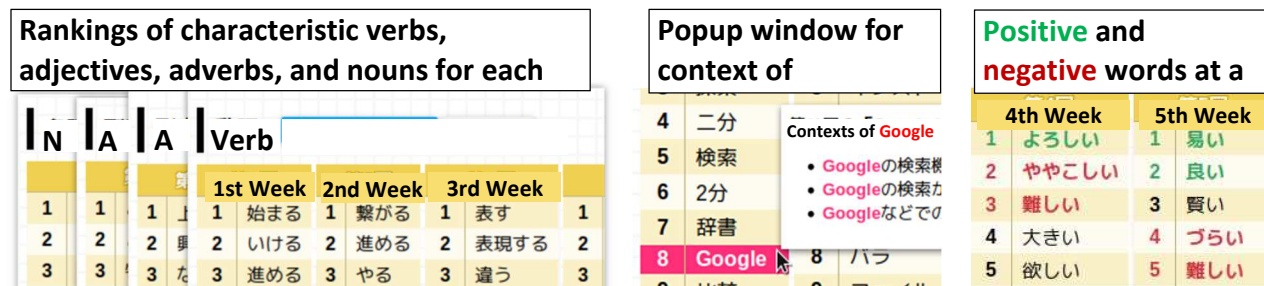 Rankings of characteristic verbs,
adjectives, adverbs, and nouns for each
N
A
A
Verb
1st Week 2nd Week 3rd Week
1 1 1 1 始まる 1 繋がる 1 表す 1
2 2 2 2 いける 2 進める 2 表現する 2
3 3 3 な 3 進める 3 やる 3 違う 3
Popup window for
context of
4 二分
5 検索
6 2分
7 辞書
8 Google 8 バラ
Contexts of Google
• Googleの検索機
• Googleの検索か
• Googleなどでの
Positive and
negative words at a
4th Week 5th Week
1 よろしい 1 易い
2 ややこしい 2 良い
3 難しい 3 賢い
4 大きい 4 づらい
5 欲しい 5 難しい